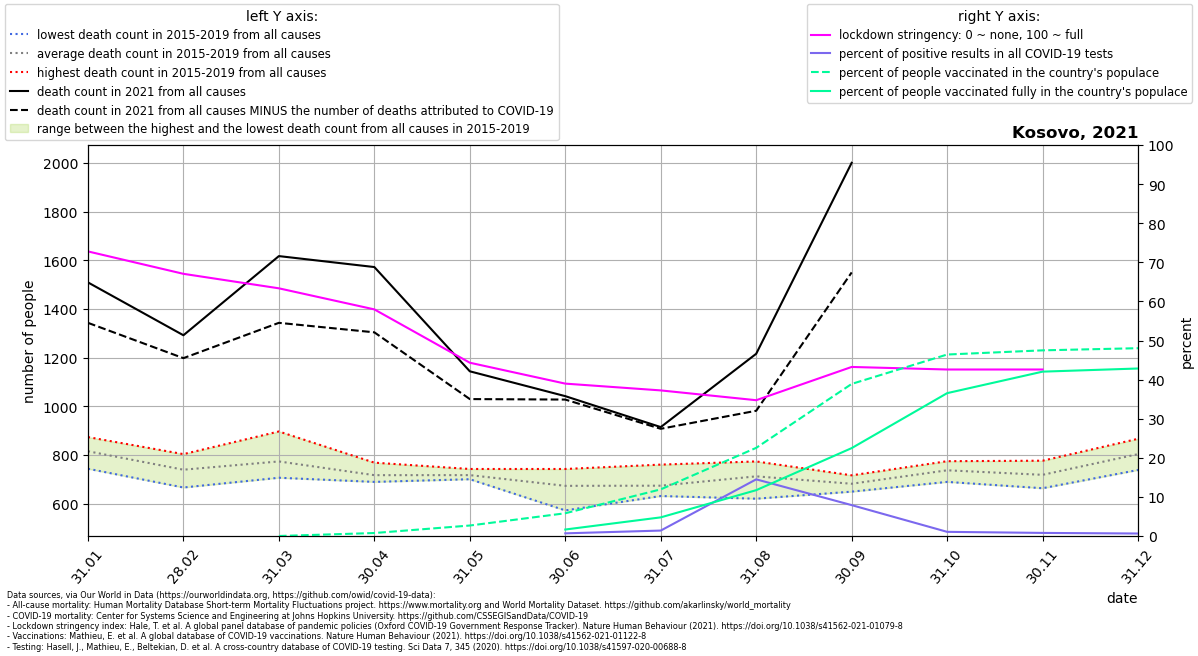 left Y axis:
lowest death count in 2015-2019 from all causes
average death count in 2015-2019 from all causes
highest death count in 2015-2019 from all causes
death count in 2021 from all causes
death count in 2021 from all causes MINUS the number of deaths attributed to COVID-19
range between the highest and the lowest death count from all causes in 2015-2019
right Y axis:
lockdown stringency: 0 ~ none, 100 ~ full
percent of positive results in all COVID-19 tests
percent of people vaccinated in the country's populace
percent of people vaccinated fully in the country's populace
Kosovo, 2021
number of people
2000
1800
1600
1400
1200
1000
800
600
100
90
80
70
60
50
40
30
20
10
0
percent
31.01
28.02
31.03
30.04
31.05
30.06
31.07
31.08
30.09
31.10
30.11
31.12
date
Data sources, via Our World in Data (https://ourworldindata.org, https://github.com/owid/covid-19-data):
- All-cause mortality: Human Mortality Database Short-term Mortality Fluctuations project. https://www.mortality.org and World Mortality Dataset. https://github.com/akarlinsky/world_mortality
- COVID-19 mortality: Center for Systems Science and Engineering at Johns Hopkins University. https://github.com/CSSEGISandData/COVID-19
- Lockdown stringency index: Hale, T. et al. A global panel database of pandemic policies (Oxford COVID-19 Government Response Tracker). Nature Human Behaviour (2021). https://doi.org/10.1038/s41562-021-01079-8
- Vaccinations: Mathieu, E. et al. A global database of COVID-19 vaccinations. Nature Human Behaviour (2021). https://doi.org/10.1038/s41562-021-01122-8
- Testing: Hasell, J., Mathieu, E., Beltekian, D. et al. A cross-country database of COVID-19 testing. Sci Data 7, 345 (2020). https://doi.org/10.1038/s41597-020-00688-8